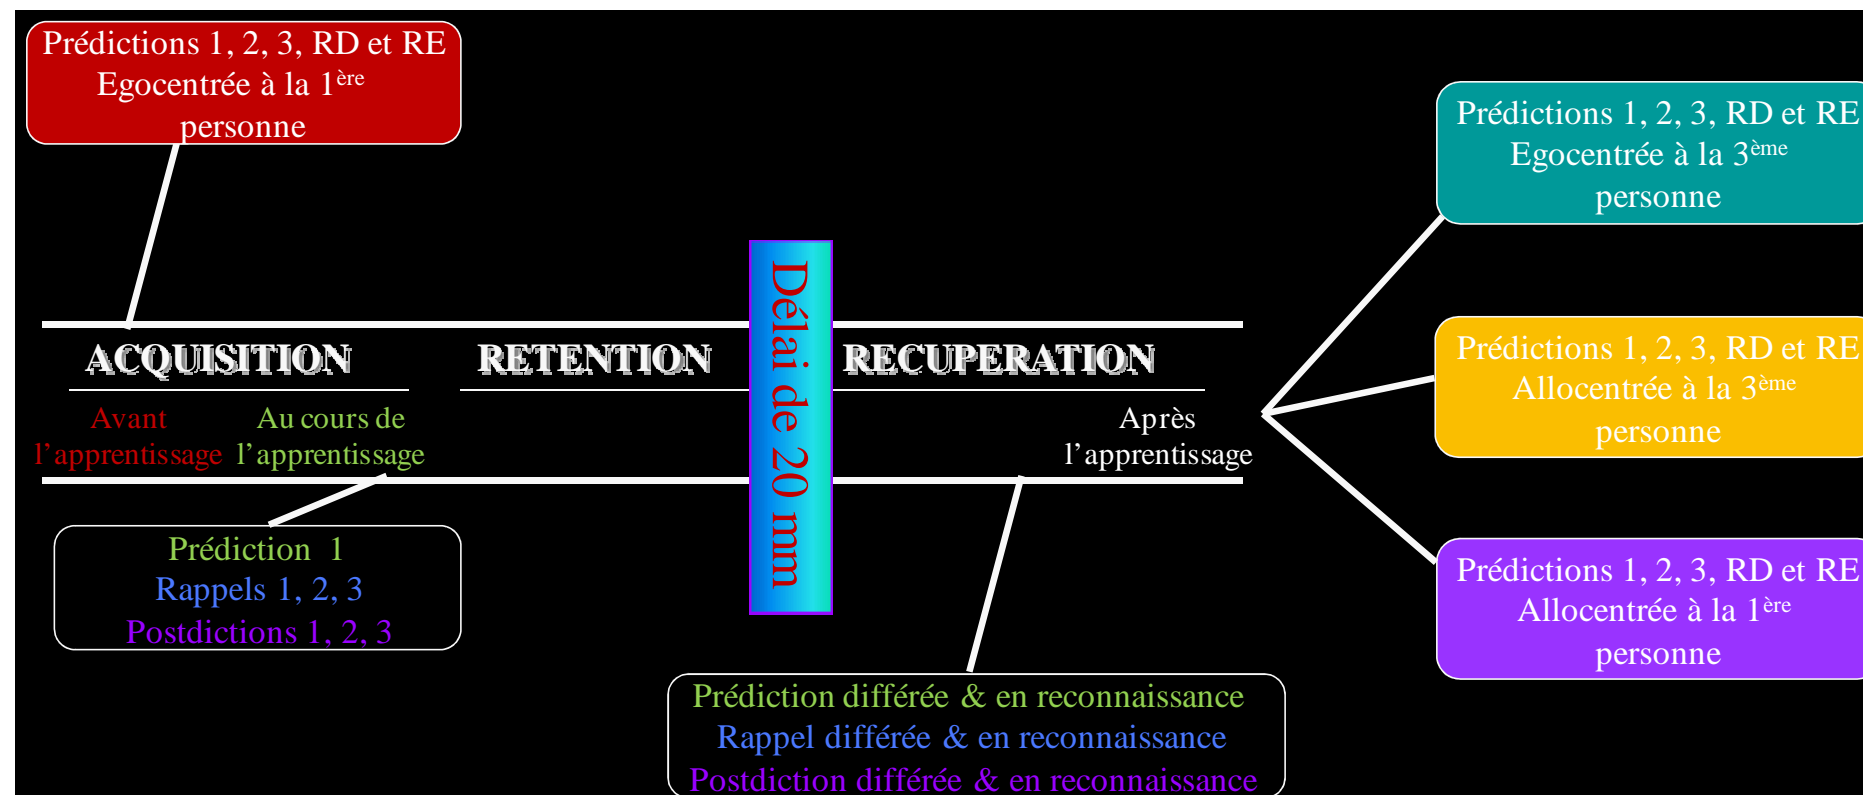 Prédictions 1, 2, 3, RD et RE
Egocentrée à la 1ère
personne
Prédictions 1, 2, 3, RD et RE
Egocentrée à la 3ème
personne
Délai de 20 mm
ACQUISITION
RETENTION
RECUPERATION
Avant
l’apprentissage
Au cours de
l’apprentissage
Après
l’apprentissage
Prédictions 1, 2, 3, RD et RE
Allocentrée à la 3ème
personne
Prédiction 1
Rappels 1, 2, 3
Postdictions 1, 2, 3
Prédictions 1, 2, 3, RD et RE
Allocentrée à la 1ère
personne
Prédiction différée & en reconnaissance
Rappel différée & en reconnaissance
Postdiction différée & en reconnaissance